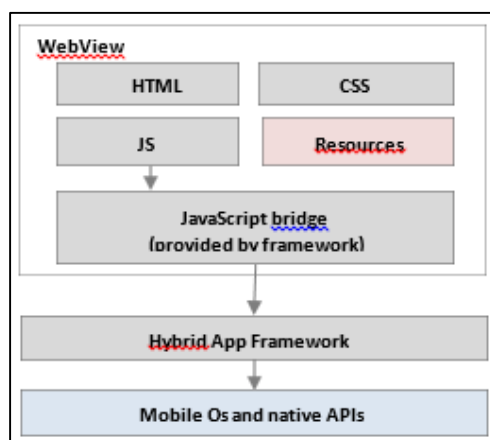 WebView
HTML
CSS
JS
Resources
JavaScript bridge
(provided by framework)
Hybrid App Framework
Mobile Os and native APIs